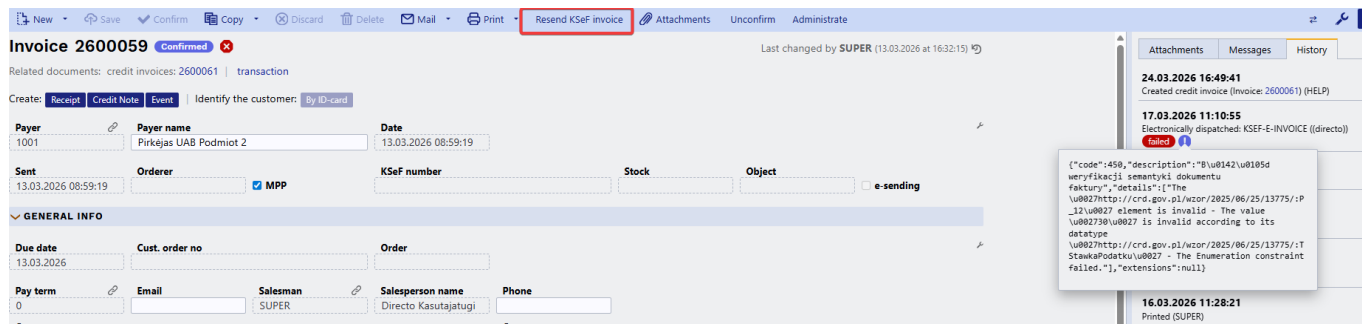 New Save Confirm Copy Discard Delete Mail Print Resend KSeF invoice Attachments Unconfirm Administrate
Invoice 2600059 Confirmed
Last changed by SUPER (13.03.2026 at 16:32:15)
Related documents: credit invoices: 2600061 | transaction
Create: Receipt Credit Note Event | Identify the customer: By ID-card
Payer Payer name Date
1001 Pirkėjas UAB Podmiot 2 13.03.2026 08:59:19
Sent Orderer KSeF number Stock Object
13.03.2026 08:59:19 MPP e-sending
GENERAL INFO
Due date Cust. order no Order
13.03.2026
Pay term Email Salesman Salesperson name Phone
0 SUPER Directo Kasutajatugi
Attachments Messages History
24.03.2026 16:49:41
Created credit invoice (Invoice: 2600061) (HELP)
17.03.2026 11:10:55
Electronically dispatched: KSEF-E-INVOICE ((directo))
failed !
{"code":450,"description":"B\u0142\u0105d
weryfikacji semantyki dokumentu
faktury","details":["The
\u0027http://crd.gov.pl/wzor/2025/06/25/13775/:P
_12\u0027 element is invalid - The value
\u002730\u0027 is invalid according to its
datatype
\u0027http://crd.gov.pl/wzor/2025/06/25/13775/:T
StawkaPodatku\u0027 - The Enumeration constraint
failed."],"extensions":null}
16.03.2026 11:28:21
Printed (SUPER)